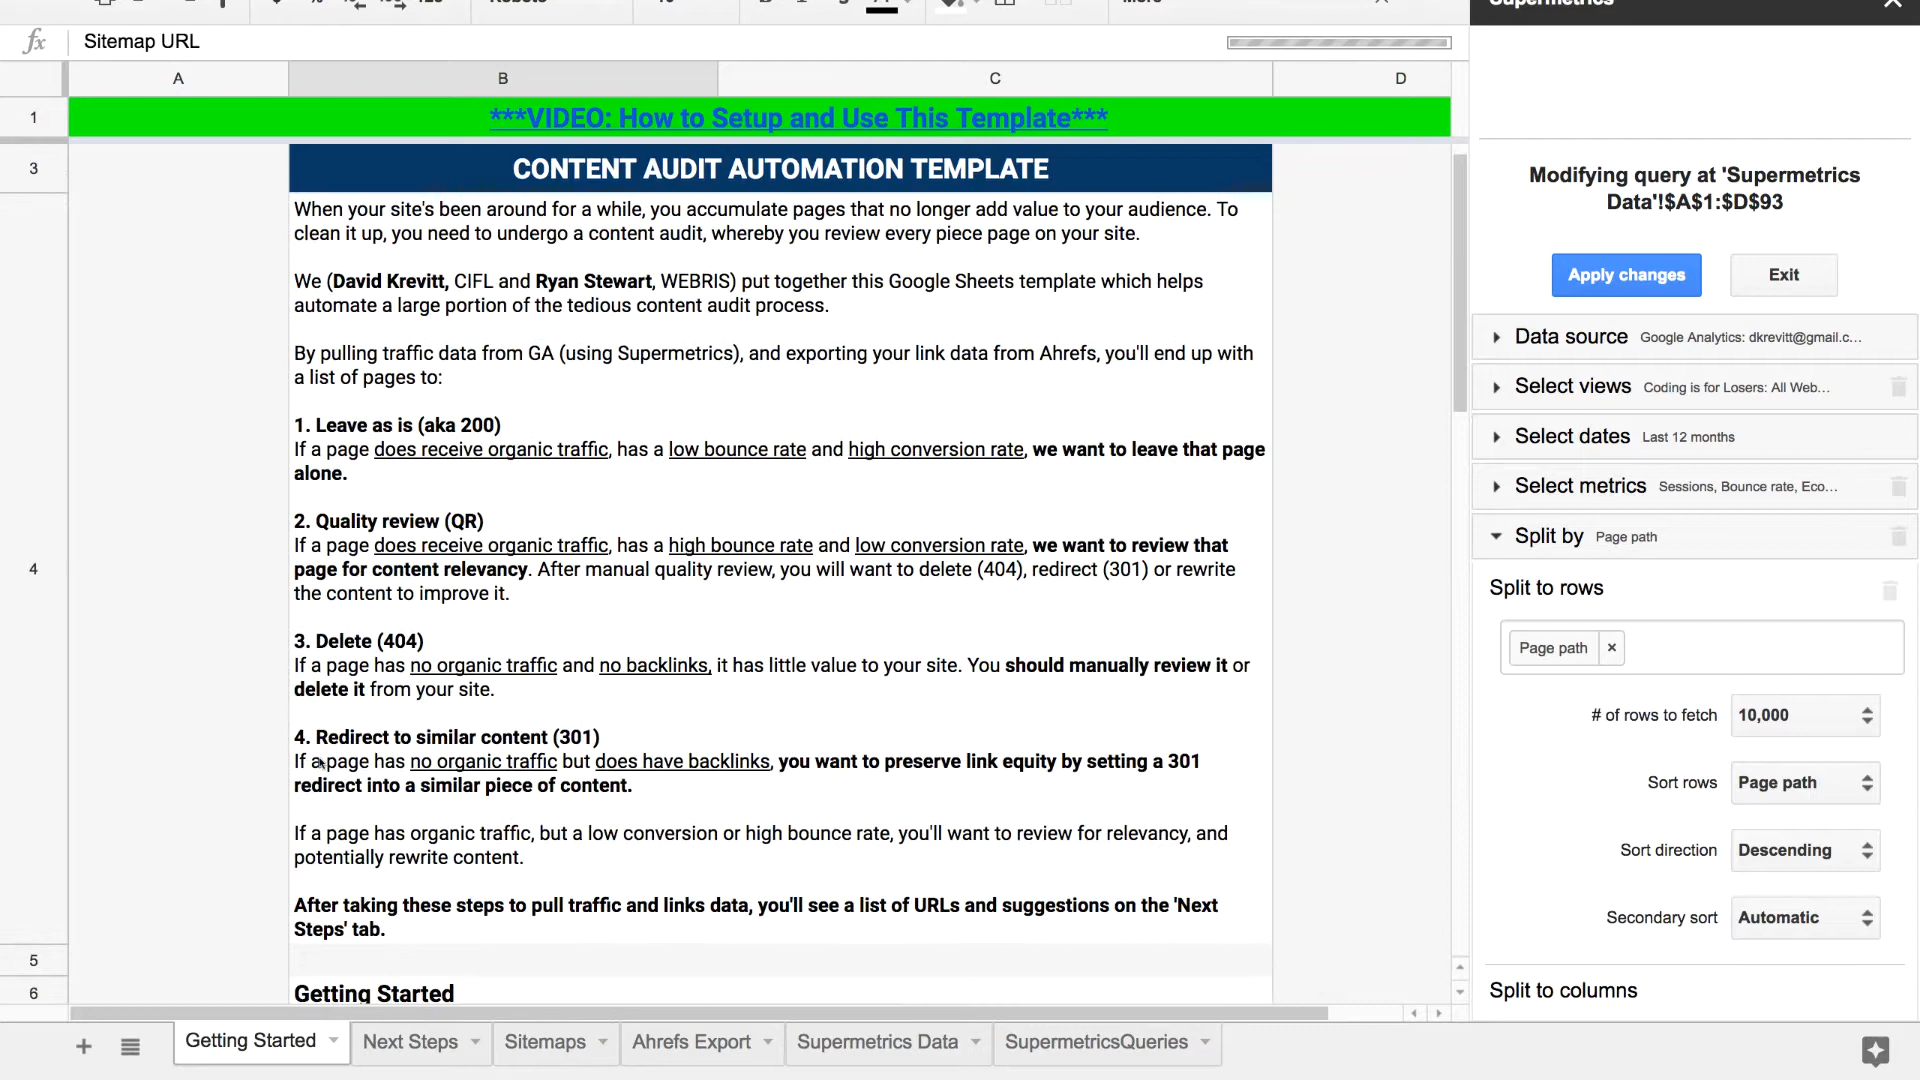 Supermetrics
Sitemap URL
A B C D
1
***VIDEO: How to Setup and Use This Template***
3
CONTENT AUDIT AUTOMATION TEMPLATE
When your site's been around for a while, you accumulate pages that no longer add value to your audience. To
clean it up, you need to undergo a content audit, whereby you review every piece page on your site.
We (David Krevitt, CIFL and Ryan Stewart, WEBRIS) put together this Google Sheets template which helps
automate a large portion of the tedious content audit process.
By pulling traffic data from GA (using Supermetrics), and exporting your link data from Ahrefs, you'll end up with
a list of pages to:
1. Leave as is (aka 200)
If a page does receive organic traffic, has a low bounce rate and high conversion rate, we want to leave that page
alone.
2. Quality review (QR)
If a page does receive organic traffic, has a high bounce rate and low conversion rate, we want to review that
page for content relevancy. After manual quality review, you will want to delete (404), redirect (301) or rewrite
the content to improve it.
4
3. Delete (404)
If a page has no organic traffic and no backlinks, it has little value to your site. You should manually review it or
delete it from your site.
4. Redirect to similar content (301)
If a page has no organic traffic but does have backlinks, you want to preserve link equity by setting a 301
redirect into a similar piece of content.
If a page has organic traffic, but a low conversion or high bounce rate, you'll want to review for relevancy, and
potentially rewrite content.
After taking these steps to pull traffic and links data, you'll see a list of URLs and suggestions on the 'Next
Steps' tab.
5
6
Getting Started
Getting Started Next Steps Sitemaps Ahrefs Export Supermetrics Data SupermetricsQueries
Modifying query at 'Supermetrics
Data'!$A$1:$D$93
Apply changes Exit
Data source Google Analytics: dkrevitt@gmail.c...
Select views Coding is for Losers: All Web...
Select dates Last 12 months
Select metrics Sessions, Bounce rate, Eco...
Split by Page path
Split to rows
Page path ×
# of rows to fetch 10,000
Sort rows Page path
Sort direction Descending
Secondary sort Automatic
Split to columns